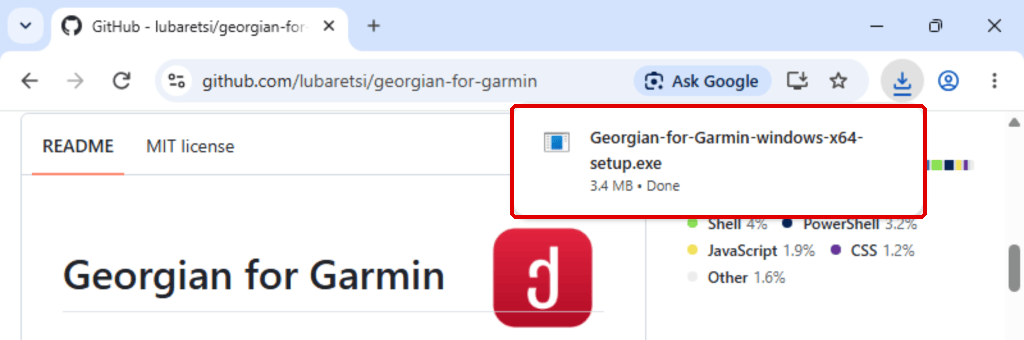 GitHub - lubaretsi/georgian-for-
github.com/lubaretsi/georgian-for-garmin
Ask Google
README
MIT license
Georgian-for-Garmin-windows-x64-
setup.exe
3.4 MB • Done
Shell 4%
PowerShell 3.2%
JavaScript 1.9%
CSS 1.2%
Other 1.6%
Georgian for Garmin